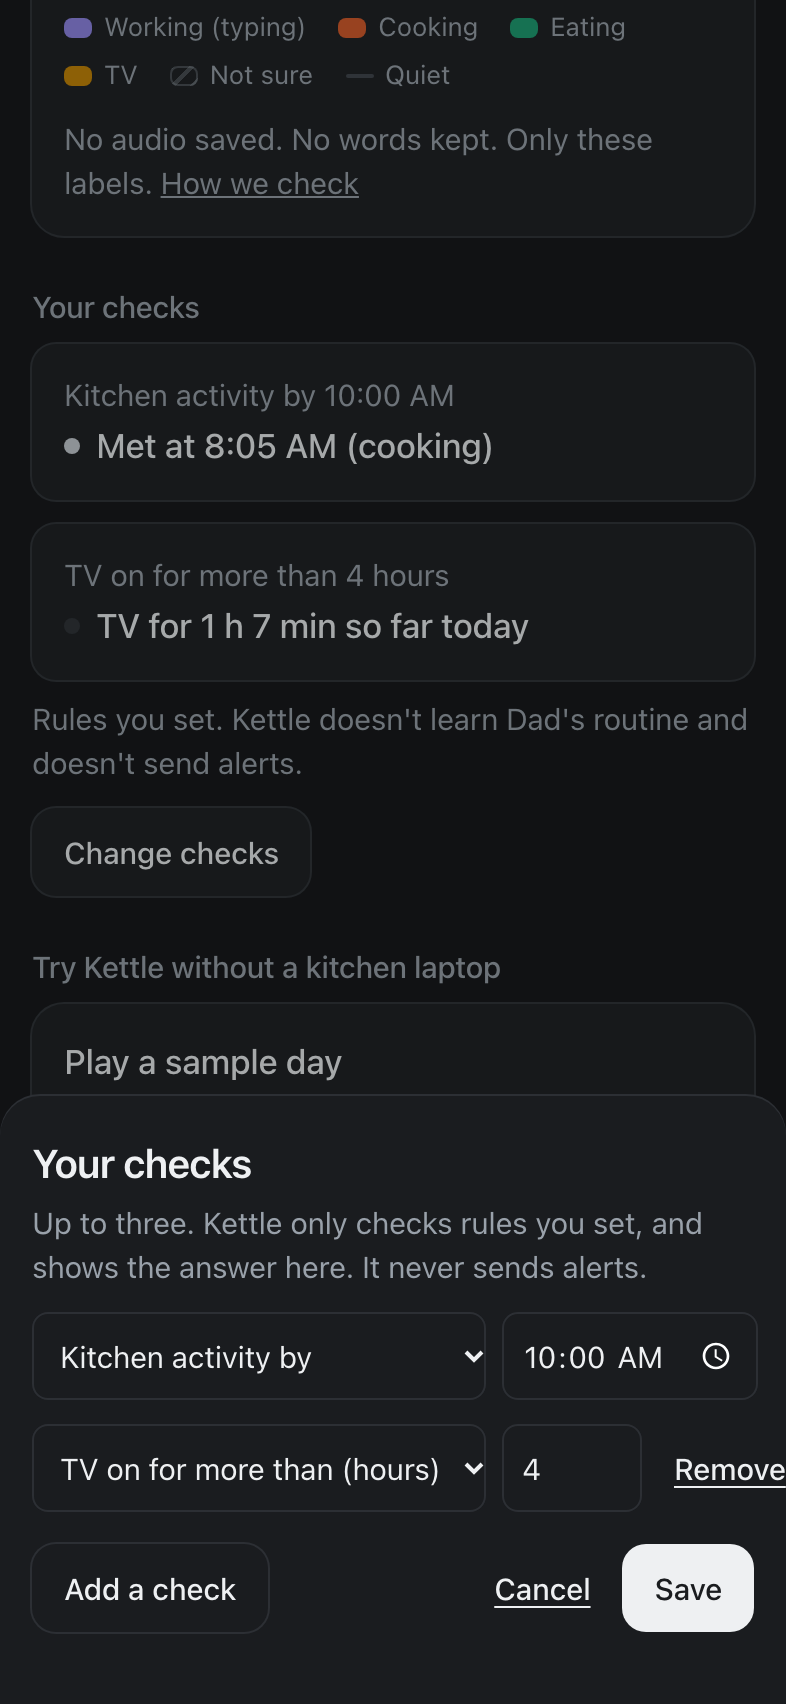 Working (typing) Cooking Eating
TV Not sure Quiet
No audio saved. No words kept. Only these
labels. How we check
Your checks
Kitchen activity by 10:00 AM
Met at 8:05 AM (cooking)
TV on for more than 4 hours
TV for 1 h 7 min so far today
Rules you set. Kettle doesn't learn Dad's routine and
doesn't send alerts.
Change checks
Try Kettle without a kitchen laptop
Play a sample day
Your checks
Up to three. Kettle only checks rules you set, and
shows the answer here. It never sends alerts.
Kitchen activity by 10:00 AM
TV on for more than (hours) 4 Remove
Add a check Cancel Save